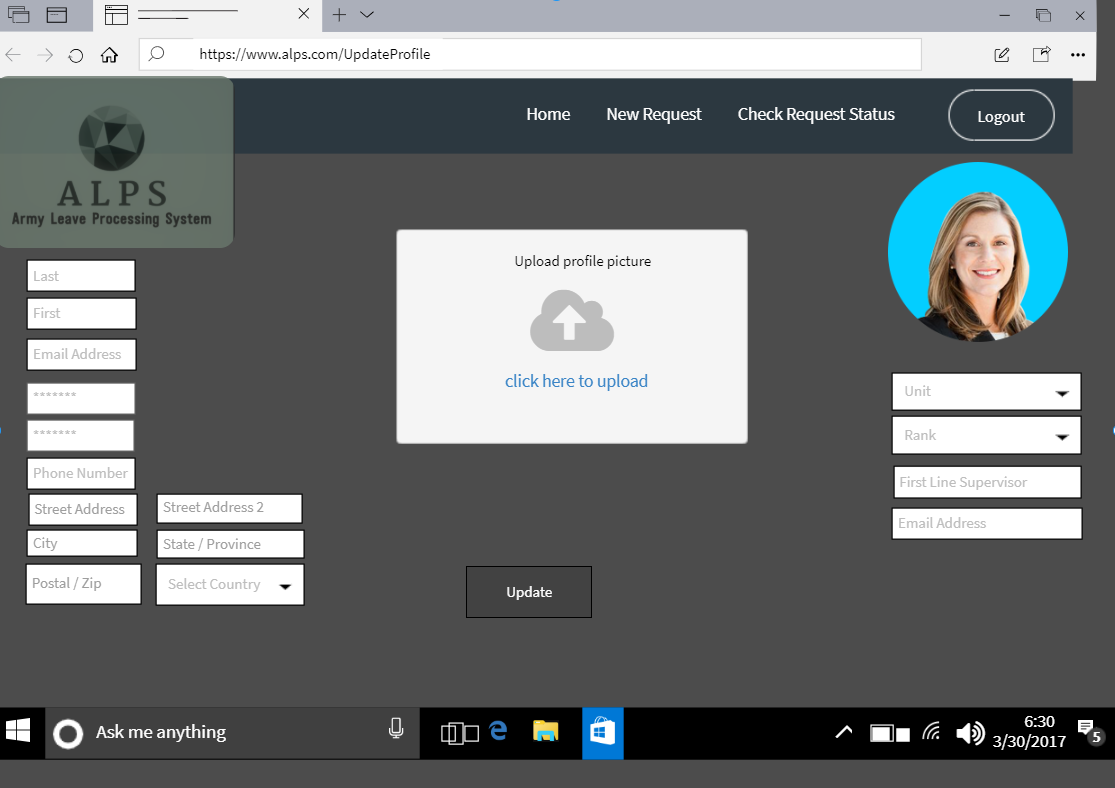 https://www.alps.com/UpdateProfile
Home
New Request
Check Request Status
Logout
ALPS
Army Leave Processing System
Last
First
Email Address
*******
*******
Phone Number
Street Address
Street Address 2
City
State / Province
Postal / Zip
Select Country
Upload profile picture
click here to upload
Update
Unit
Rank
First Line Supervisor
Email Address
Ask me anything
6:30
3/30/2017
5